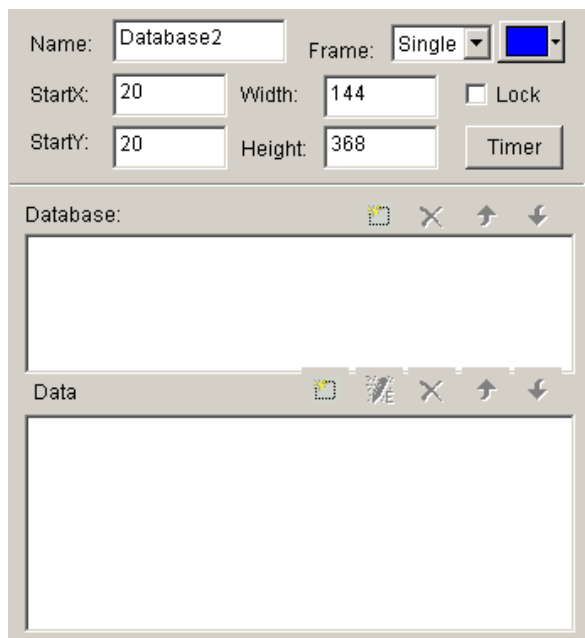 Name: Database2 Frame: Single
StartX: 20 Width: 144 Lock
StartY: 20 Height: 368 Timer
Database:
Data